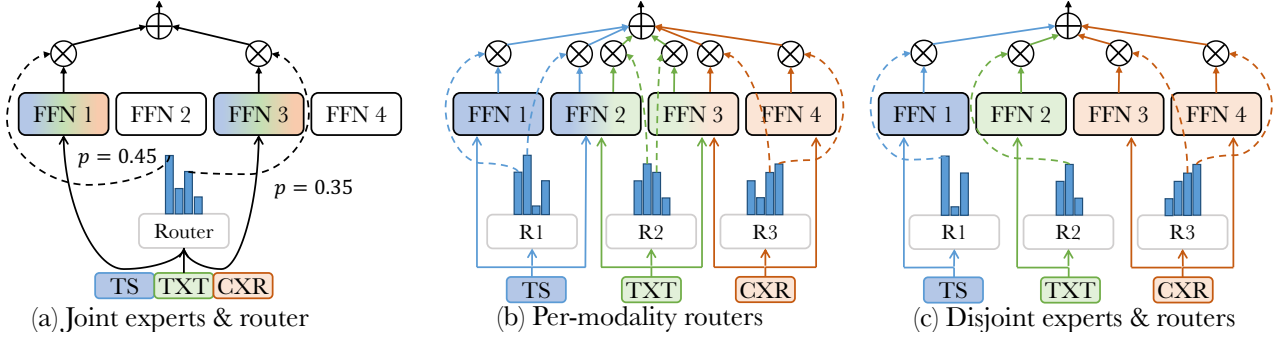 FFN 1 FFN 2 FFN 3 FFN 4
p = 0.45
p = 0.35
Router
TS TXT CXR
(a) Joint experts & router
FFN 1 FFN 2 FFN 3 FFN 4
R1 R2 R3
TS TXT CXR
(b) Per-modality routers
FFN 1 FFN 2 FFN 3 FFN 4
R1 R2 R3
TS TXT CXR
(c) Disjoint experts & routers